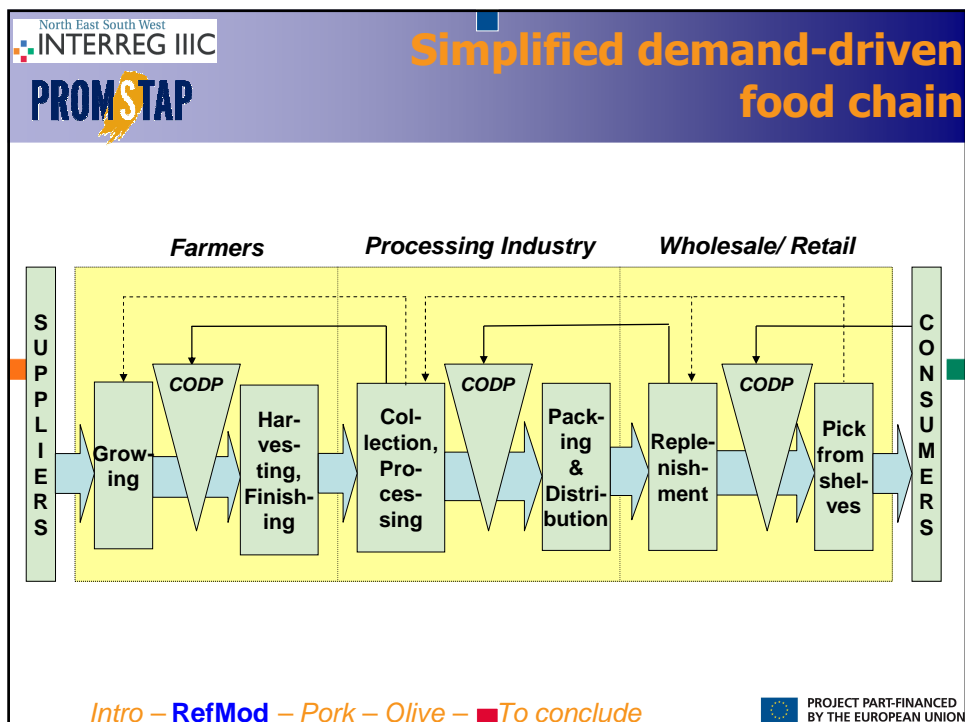 North East South West
INTERREG IIIC
PROMSTAP
Simplified demand-driven
food chain
Farmers
Processing Industry
Wholesale/ Retail
S
U
P
P
L
I
E
R
S
Grow-
ing
CODP
Har-
ves-
ting,
Finish-
ing
Col-
lection,
Pro-
ces-
sing
CODP
Pack-
ing
&
Distri-
bution
Reple-
nish-
ment
CODP
Pick
from
shel-
ves
C
O
N
S
U
M
E
R
S
Intro – RefMod – Pork – Olive – To conclude
PROJECT PART-FINANCED
BY THE EUROPEAN UNION